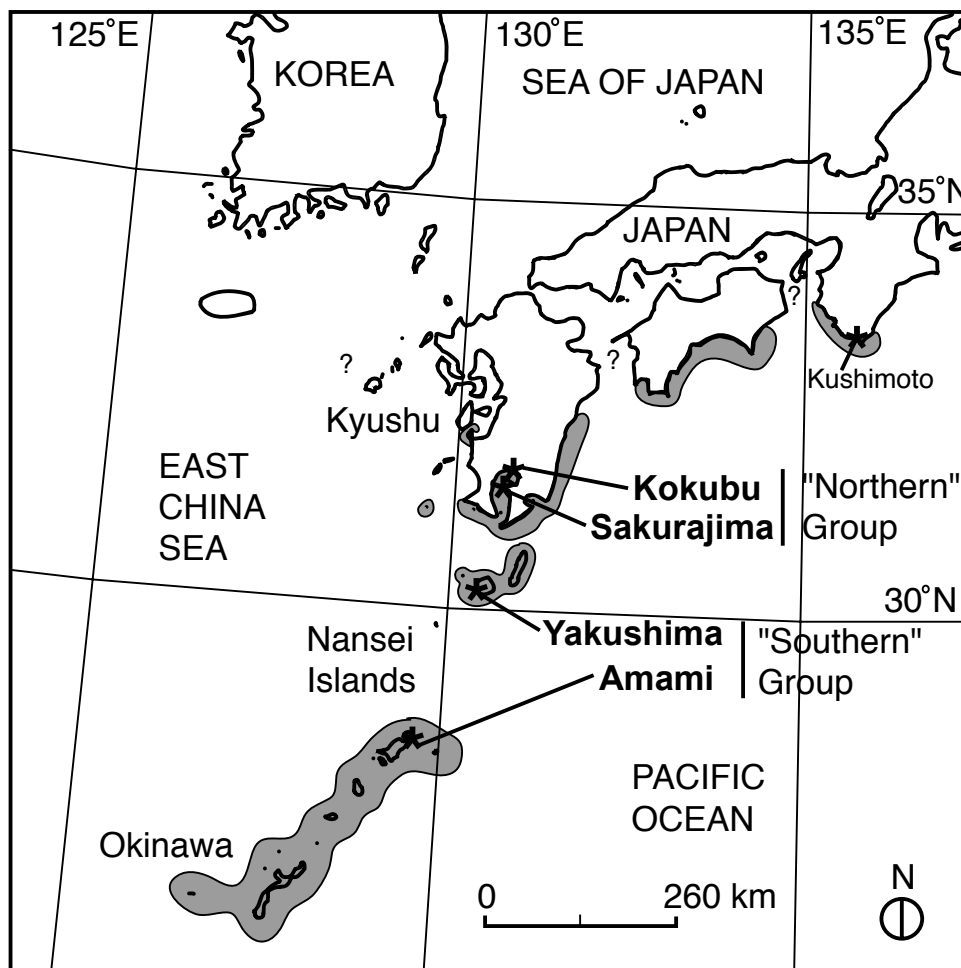 125˚E
130˚E
135˚E
KOREA
SEA OF JAPAN
35˚N
JAPAN
?
?
?
Kushimoto
Kyushu
EAST
CHINA
SEA
Kokubu
Sakurajima
"Northern"
Group
30˚N
Nansei
Islands
Yakushima
Amami
"Southern"
Group
PACIFIC
OCEAN
Okinawa
0
260 km
N